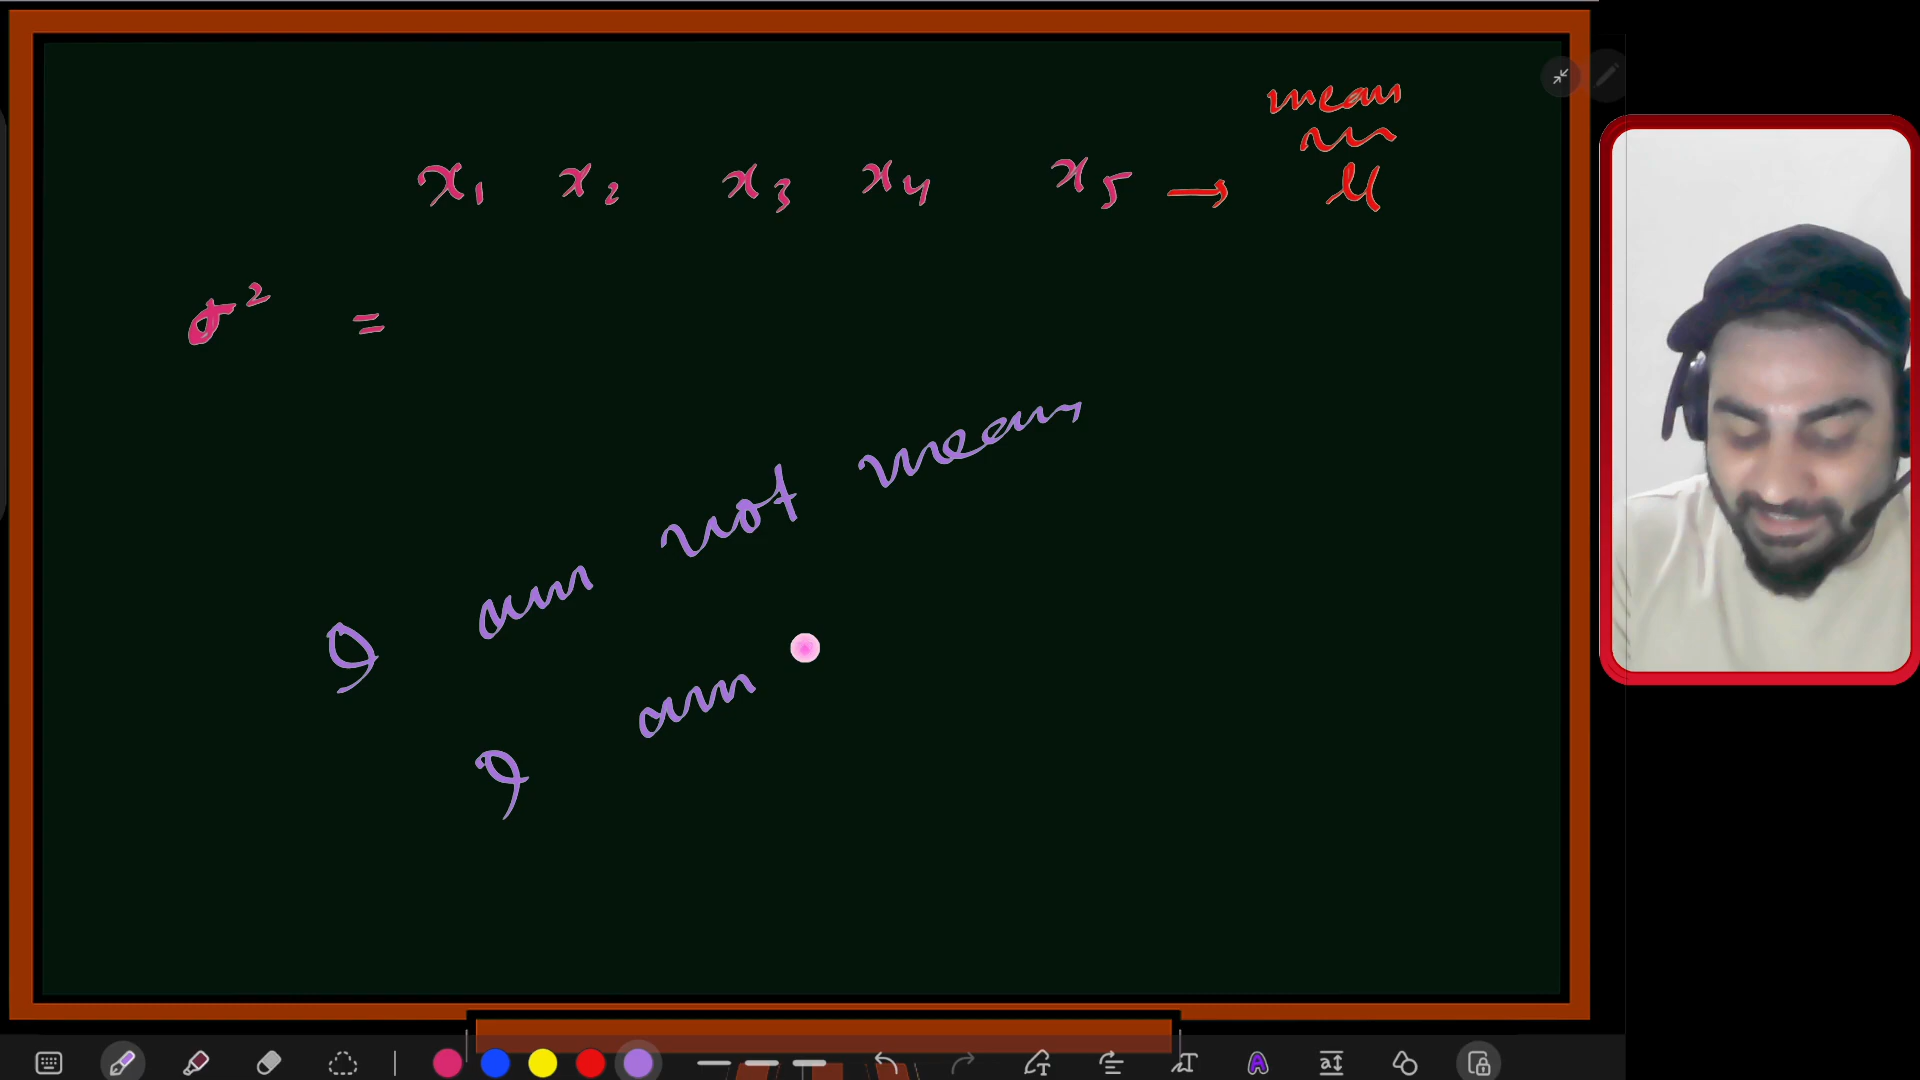 mean
x₁ x₂ x₃ x₄ x₅ → μ
σ² =
I am not mean,
I am